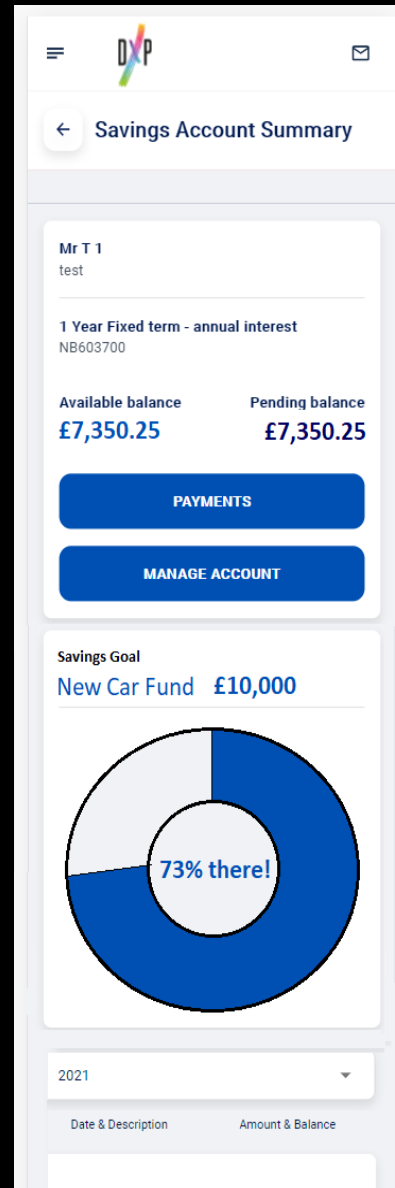 DXP
Savings Account Summary
Mr T 1
test
1 Year Fixed term - annual interest
NB603700
Available balance Pending balance
£7,350.25 £7,350.25
PAYMENTS
MANAGE ACCOUNT
Savings Goal
New Car Fund £10,000
73% there!
2021
Date & Description Amount & Balance